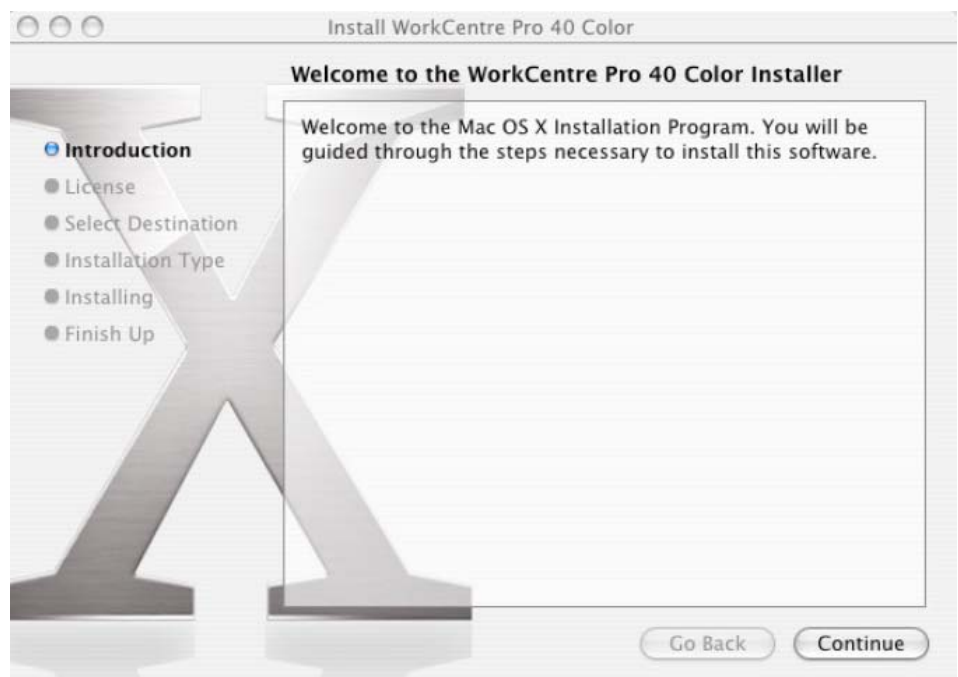 Install WorkCentre Pro 40 Color
Welcome to the WorkCentre Pro 40 Color Installer
Introduction
License
Select Destination
Installation Type
Installing
Finish Up
Welcome to the Mac OS X Installation Program. You will be
guided through the steps necessary to install this software.
Go Back
Continue